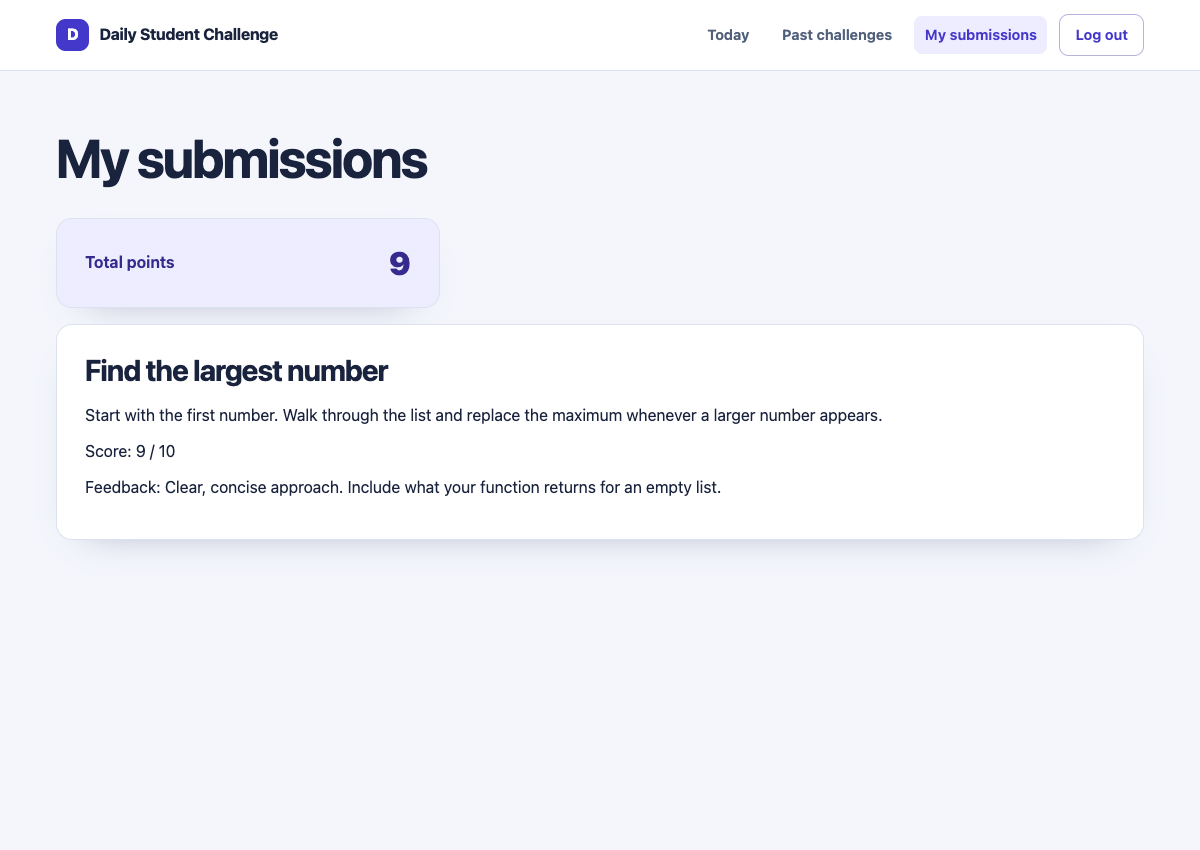 D Daily Student Challenge Today Past challenges My submissions Log out
My submissions
Total points 9
Find the largest number
Start with the first number. Walk through the list and replace the maximum whenever a larger number appears.
Score: 9 / 10
Feedback: Clear, concise approach. Include what your function returns for an empty list.